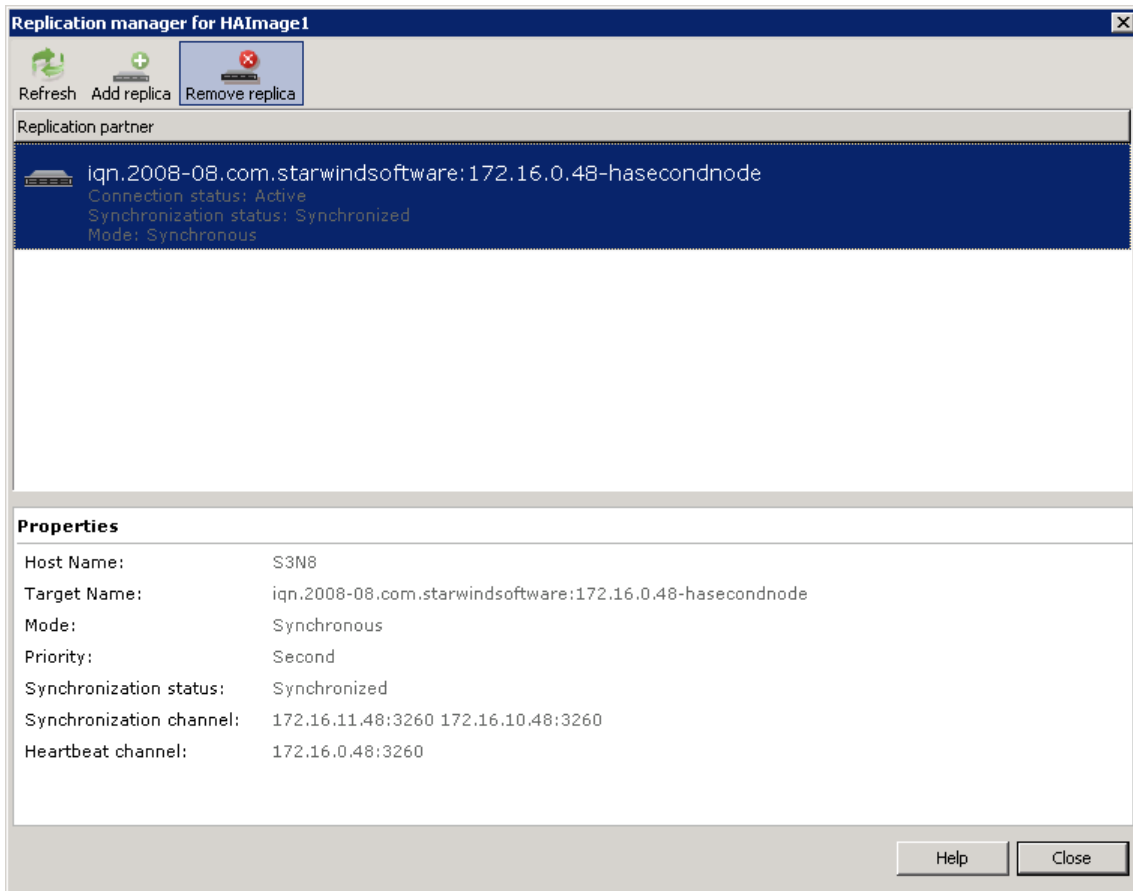 Replication manager for HAImage1
Refresh Add replica Remove replica
Replication partner
iqn.2008-08.com.starwindsoftware:172.16.0.48-hasecondnode
Connection status: Active
Synchronization status: Synchronized
Mode: Synchronous
Properties
Host Name: S3N8
Target Name: iqn.2008-08.com.starwindsoftware:172.16.0.48-hasecondnode
Mode: Synchronous
Priority: Second
Synchronization status: Synchronized
Synchronization channel: 172.16.11.48:3260 172.16.10.48:3260
Heartbeat channel: 172.16.0.48:3260
Help Close